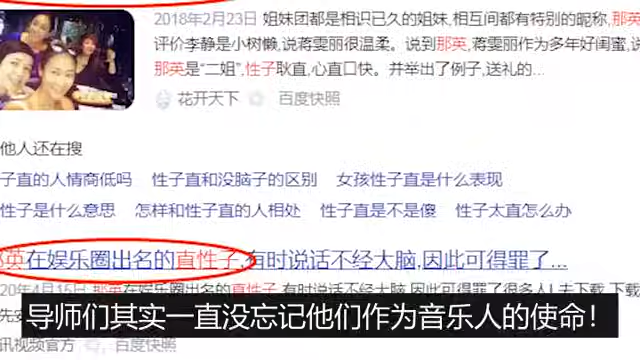 2018年2月23日 姐妹团都是相识已久的姐妹,相互间都有特别的昵称,那英
评价李静是小树懒,说蒋雯丽很温柔。说到那英,蒋雯丽作为多年好闺蜜,说
那英是“二姐”,性子耿直,心直口快。并举出了例子,送礼的...
花开天下 百度快照
他人还在搜
子直的人情商低吗 性子直和没脑子的区别 女孩性子直是什么表现
性子是什么意思 怎样和性子直的人相处 性子直是不是傻 性子太直怎么办
那英在娱乐圈出名的直性子,有时说话不经大脑,因此可得罪了...
20年4月15日 那英在娱乐圈出名的直性子,有时说话不经大脑,因此可得罪了很多人!去下载,下载
导师们其实一直没忘记他们作为音乐人的使命!
讯视频官方 百度快照